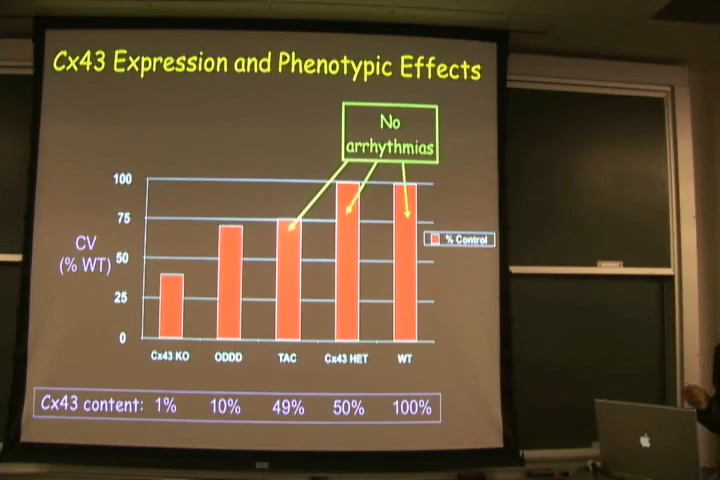 Cx43 Expression and Phenotypic Effects
No
arrhythmias
100
75
CV
(% WT)
50
25
0
% Control
Cx43 KO ODDD TAC Cx43 HET WT
Cx43 content: 1% 10% 49% 50% 100%